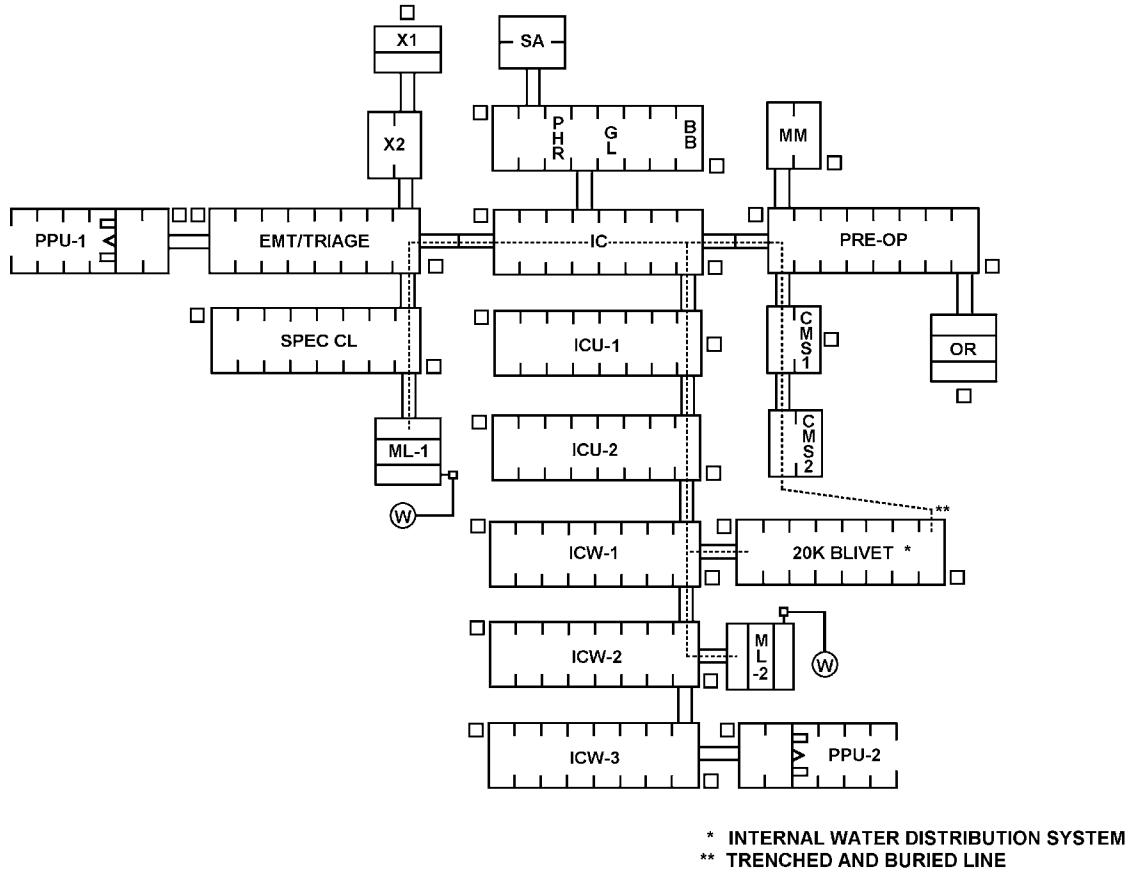 X1
SA
X2
P
H
R
G
L
B
B
MM
PPU-1
EMT/TRIAGE
IC
PRE-OP
SPEC CL
ICU-1
C
M
S
1
OR
ML-1
ICU-2
C
M
S
2
W
**
ICW-1
20K BLIVET *
ICW-2
M
L
-2
W
ICW-3
PPU-2
* INTERNAL WATER DISTRIBUTION SYSTEM
** TRENCHED AND BURIED LINE